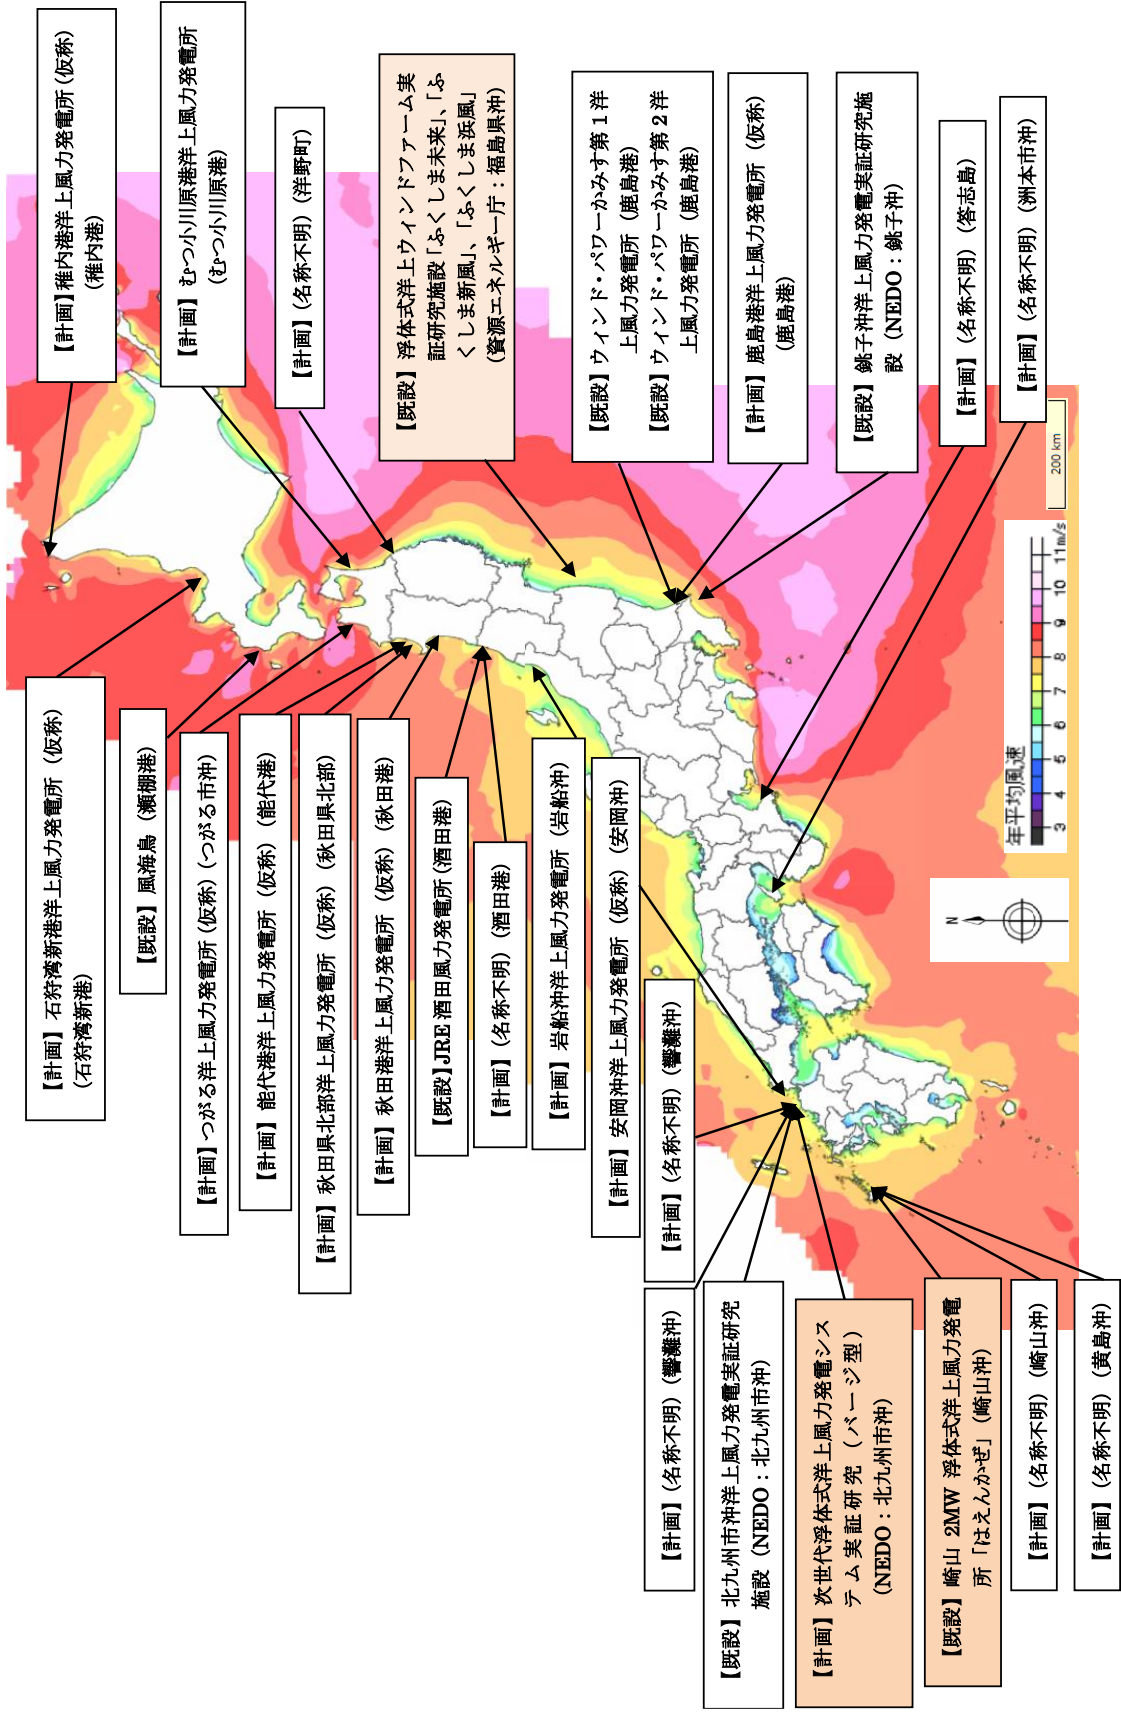 【計画】稚内港洋上風力発電所（仮称）
（稚内港）
【計画】むつ小川原港洋上風力発電所
（むつ小川原港）
【計画】（名称不明）（洋野町）
【既設】浮体式洋上ウィンドファーム実
証研究施設「ふくしま未来」、「ふ
くしま新風」、「ふくしま浜風」
（資源エネルギー庁：福島県沖）
【既設】ウィンド・パワーかみす第1洋
上風力発電所（鹿島港）
【既設】ウィンド・パワーかみす第2洋
上風力発電所（鹿島港）
【計画】鹿島港洋上風力発電所（仮称）
（鹿島港）
【既設】銚子沖洋上風力発電実証研究施
設（NEDO：銚子沖）
【計画】（名称不明）（答志島）
【計画】（名称不明）（洲本市沖）
【計画】石狩湾新港洋上風力発電所（仮称）
（石狩湾新港）
【既設】風海鳥（瀬棚港）
【計画】つがる洋上風力発電所（仮称）（つがる市沖）
【計画】能代港洋上風力発電所（仮称）（能代港）
【計画】秋田県北部洋上風力発電所（仮称）（秋田県北部）
【計画】秋田港洋上風力発電所（仮称）（秋田港）
【既設】JRE 酒田風力発電所（酒田港）
【計画】（名称不明）（酒田港）
【計画】岩船沖洋上風力発電所（岩船沖）
【計画】安岡沖洋上風力発電所（仮称）（安岡沖）
【計画】（名称不明）（響灘沖）
【計画】（名称不明）（響灘沖）
【既設】北九州市沖洋上風力発電実証研究
施設（NEDO：北九州市沖）
【計画】次世代浮体式洋上風力発電シス
テム実証研究（バージ型）
（NEDO：北九州市沖）
【既設】崎山 2MW 浮体式洋上風力発電
所「はえんかぜ」（崎山沖）
【計画】（名称不明）（崎山沖）
【計画】（名称不明）（黄島沖）
200 km
年平均風速
3 4 5 6 7 8 9 10 11m/s
N